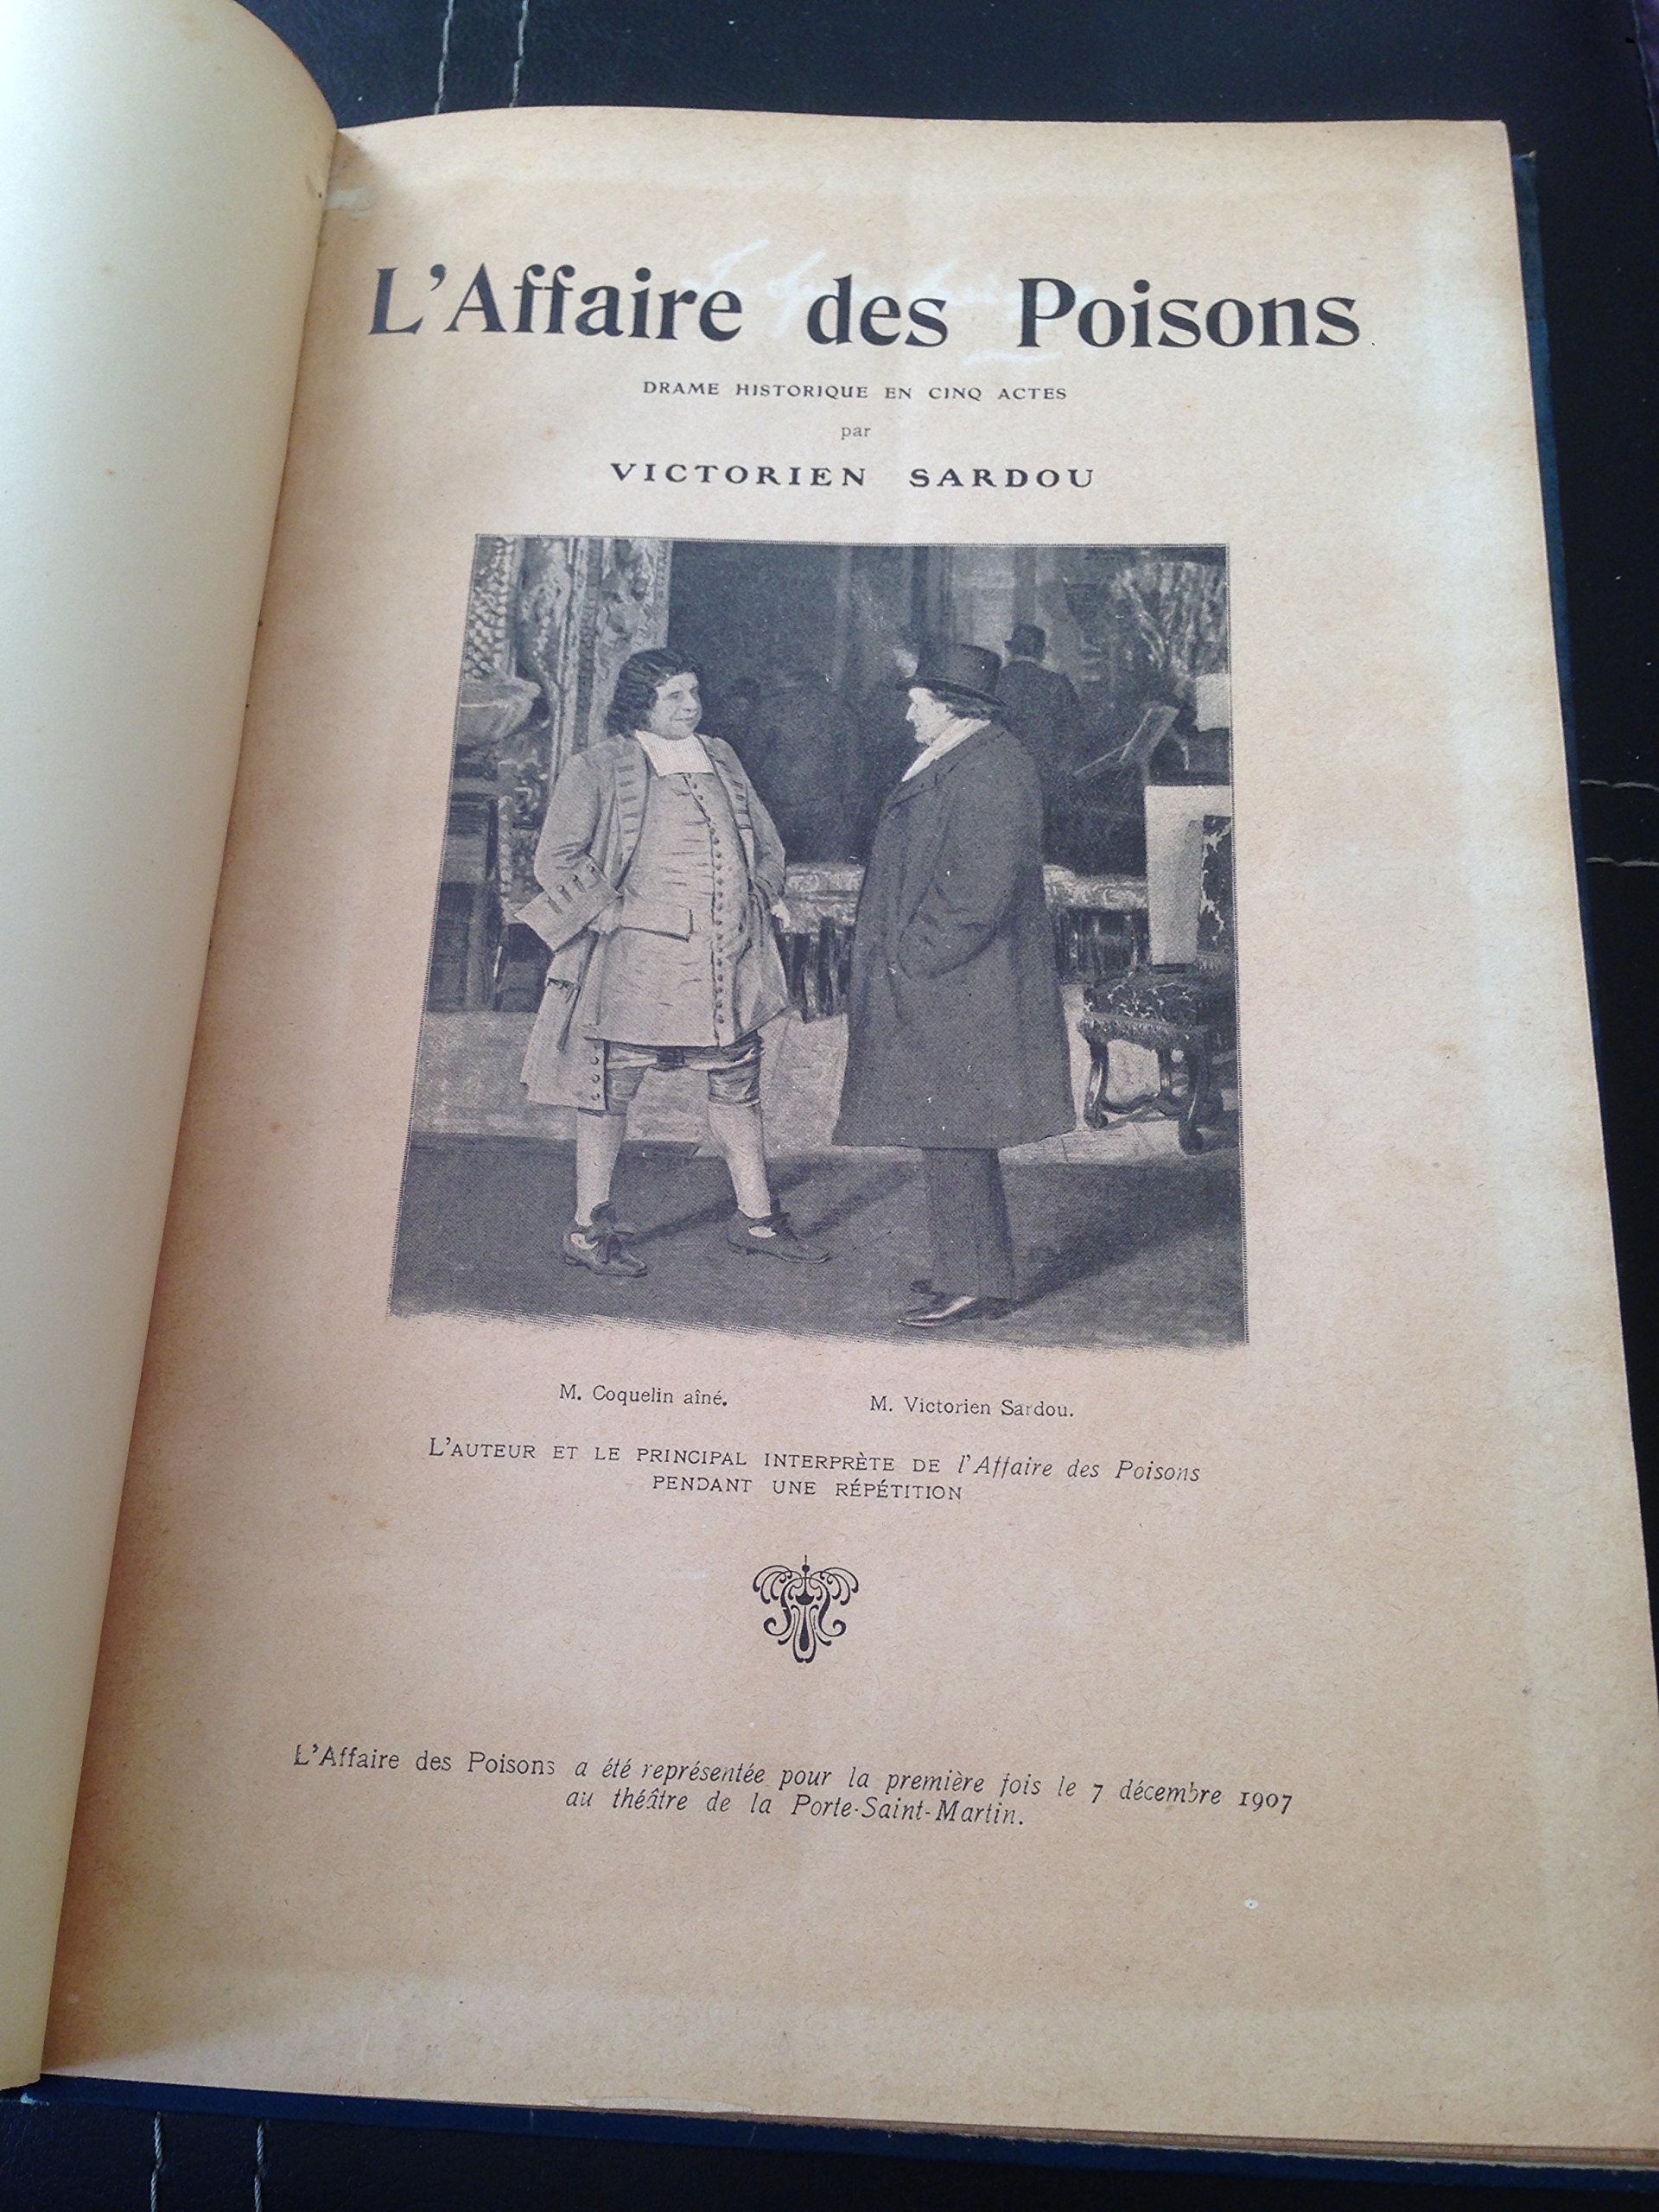 L'Affaire des Poisons
DRAME HISTORIQUE EN CINQ ACTES
par
VICTORIEN SARDOU
M. Coquelin aîné.
M. Victorien Sardou.
L'AUTEUR ET LE PRINCIPAL INTERPRÈTE DE l'Affaire des Poisons
PENDANT UNE RÉPÉTITION
L'Affaire des Poisons a été représentée pour la première fois le 7 décembre 1907
au théâtre de la Porte-Saint-Martin.